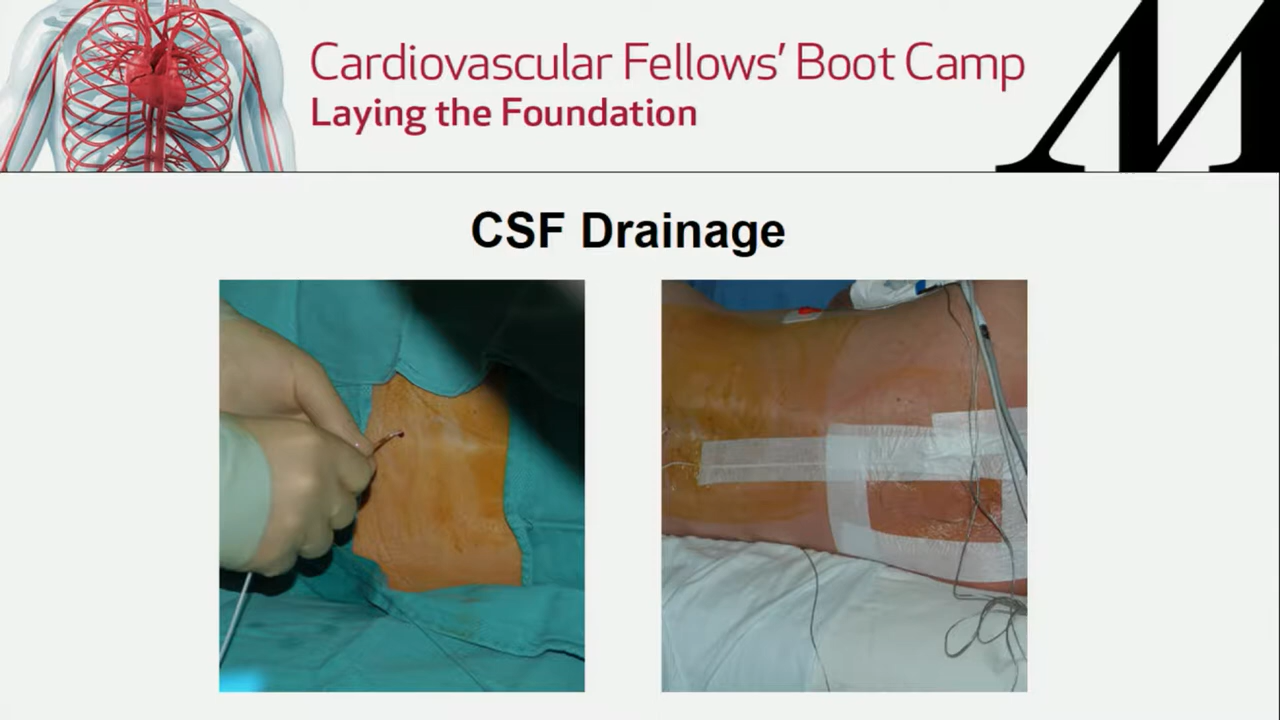 Cardiovascular Fellows' Boot Camp
Laying the Foundation
M
CSF Drainage